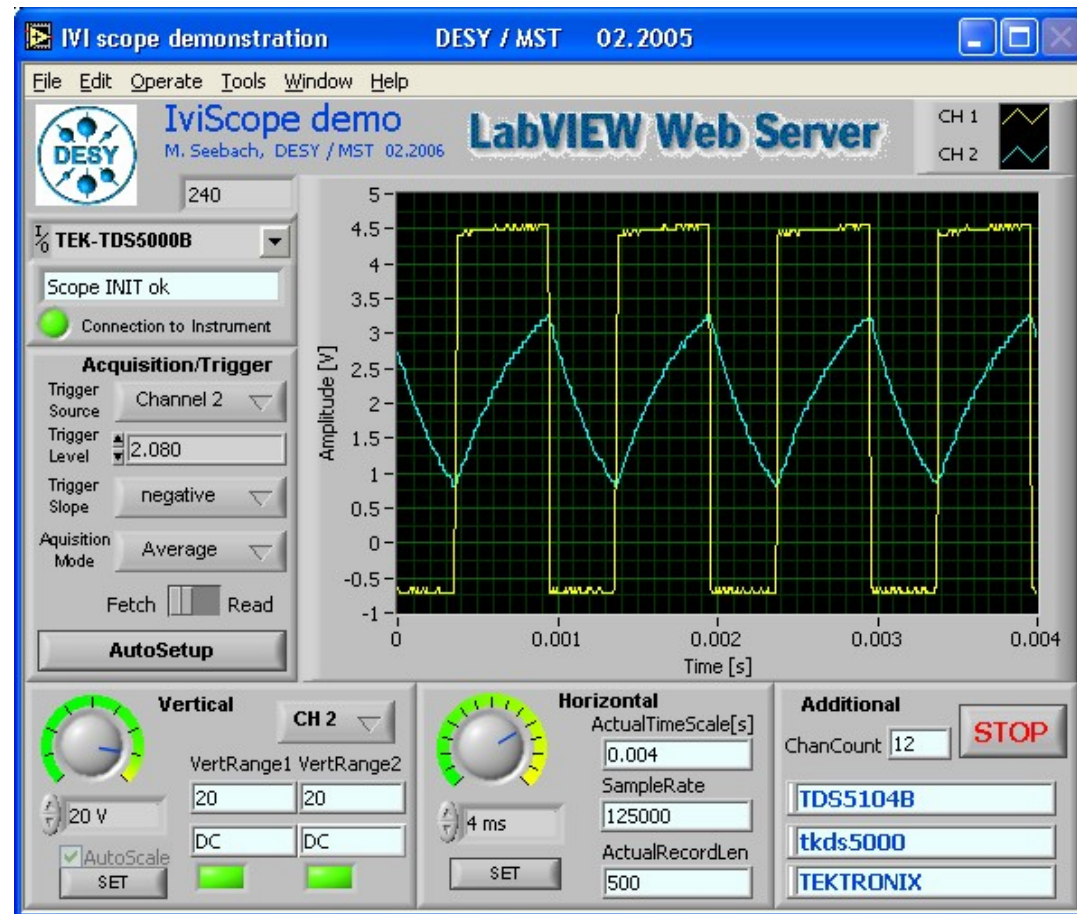 IVI scope demonstration DESY / MST 02.2005
File Edit Operate Tools Window Help
DESY
IviScope demo
M. Seebach, DESY / MST 02.2006
LabVIEW Web Server
CH 1
CH 2
240
I/O TEK-TDS5000B
Scope INIT ok
Connection to Instrument
Acquisition/Trigger
Trigger Source Channel 2
Trigger Level 2.080
Trigger Slope negative
Aquisition Mode Average
Fetch Read
AutoSetup
Amplitude [V]
5
4.5
4
3.5
3
2.5
2
1.5
1
0.5
0
-0.5
-1
0 0.001 0.002 0.003 0.004
Time [s]
Vertical
CH 2
VertRange1 VertRange2
20 20
20 V
DC DC
AutoScale
SET
Horizontal
ActualTimeScale[s]
0.004
SampleRate
125000
4 ms
ActualRecordLen
500
SET
Additional
ChanCount 12
STOP
TDS5104B
tkds5000
TEKTRONIX